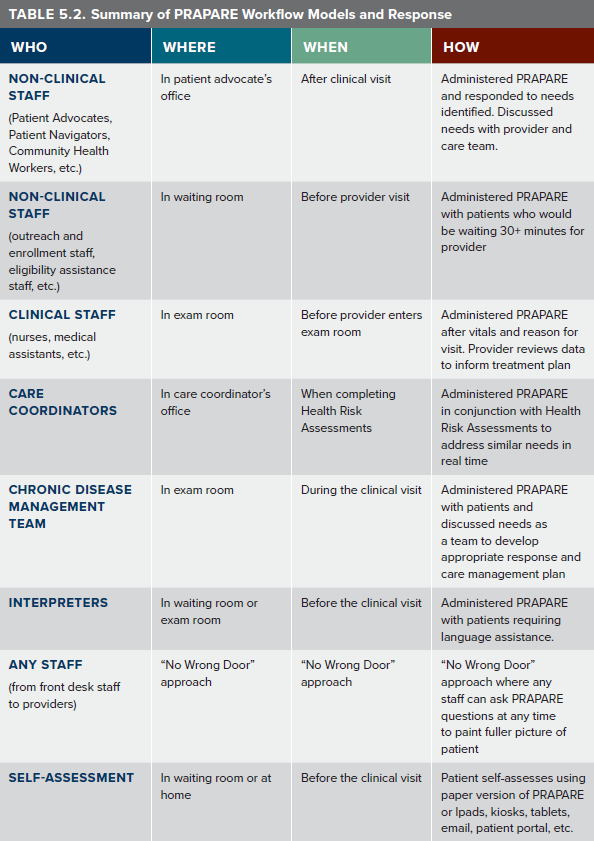 TABLE 5.2. Summary of PRAPARE Workflow Models and Response
WHO
WHERE
WHEN
HOW
NON-CLINICAL
STAFF
(Patient Advocates,
Patient Navigators,
Community Health
Workers, etc.)
In patient advocate's
office
After clinical visit
Administered PRAPARE
and responded to needs
identified. Discussed
needs with provider and
care team.
NON-CLINICAL
STAFF
(outreach and
enrollment staff,
eligibility assistance
staff, etc.)
In waiting room
Before provider visit
Administered PRAPARE
with patients who would
be waiting 30+ minutes for
provider
CLINICAL STAFF
(nurses, medical
assistants, etc.)
In exam room
Before provider enters
exam room
Administered PRAPARE
after vitals and reason for
visit. Provider reviews data
to inform treatment plan
CARE
COORDINATORS
In care coordinator's
office
When completing
Health Risk
Assessments
Administered PRAPARE
in conjunction with Health
Risk Assessments to
address similar needs in
real time
CHRONIC DISEASE
MANAGEMENT
TEAM
In exam room
During the clinical visit
Administered PRAPARE
with patients and
discussed needs as
a team to develop
appropriate response and
care management plan
INTERPRETERS
In waiting room or
exam room
Before the clinical visit
Administered PRAPARE
with patients requiring
language assistance.
ANY STAFF
(from front desk staff
to providers)
“No Wrong Door”
approach
“No Wrong Door”
approach
“No Wrong Door”
approach where any
staff can ask PRAPARE
questions at any time
to paint fuller picture of
patient
SELF-ASSESSMENT
In waiting room or at
home
Before the clinical visit
Patient self-assesses using
paper version of PRAPARE
or Ipads, kiosks, tablets,
email, patient portal, etc.